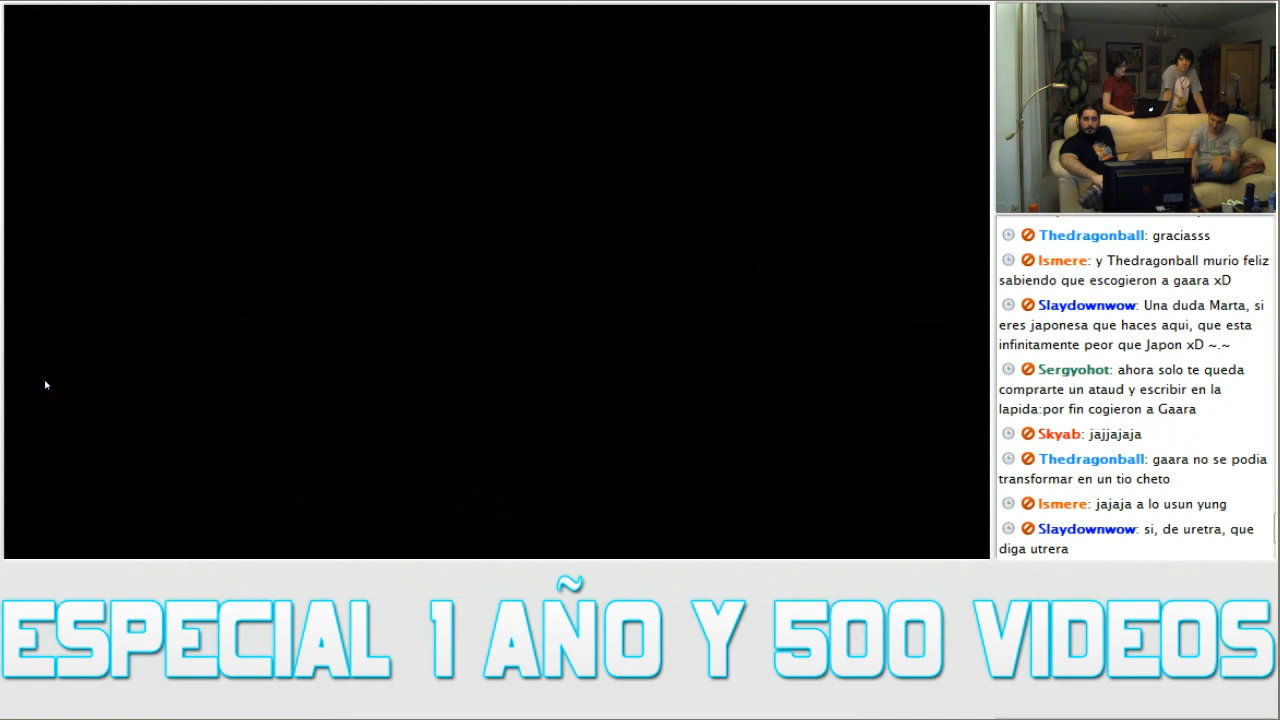 Thedragonball: graciasss
Ismere: y Thedragonball murio feliz
sabiendo que escogieron a gaara xD
Slaydownwow: Una duda Marta, si
eres japonesa que haces aqui, que esta
infinitamente peor que Japon xD ~.~
Sergyohot: ahora solo te queda
comprarte un ataud y escribir en la
lapida:por fin cogieron a Gaara
Skyab: jajjajaja
Thedragonball: gaara no se podia
transformar en un tio cheto
Ismere: jajaja a lo usun yung
Slaydownwow: si, de uretra, que
diga utrera
ESPECIAL 1 AÑO Y 500 VIDEOS